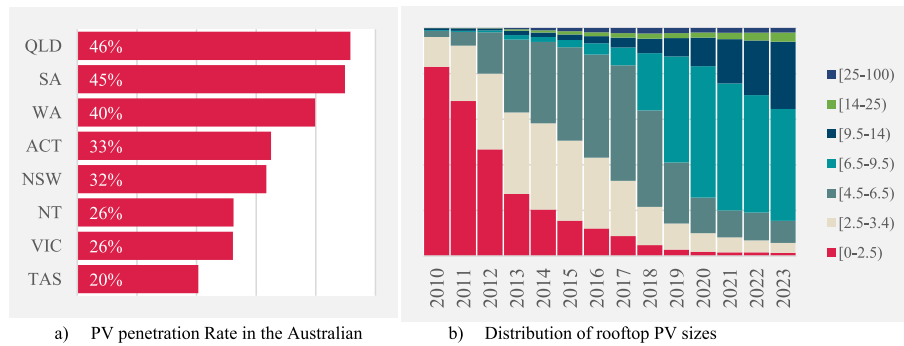 QLD 46%
SA 45%
WA 40%
ACT 33%
NSW 32%
NT 26%
VIC 26%
TAS 20%
a) PV penetration Rate in the Australian
[25-100)
[14-25)
[9.5-14)
[6.5-9.5)
[4.5-6.5)
[2.5-3.4)
[0-2.5)
2010 2011 2012 2013 2014 2015 2016 2017 2018 2019 2020 2021 2022 2023
b) Distribution of rooftop PV sizes